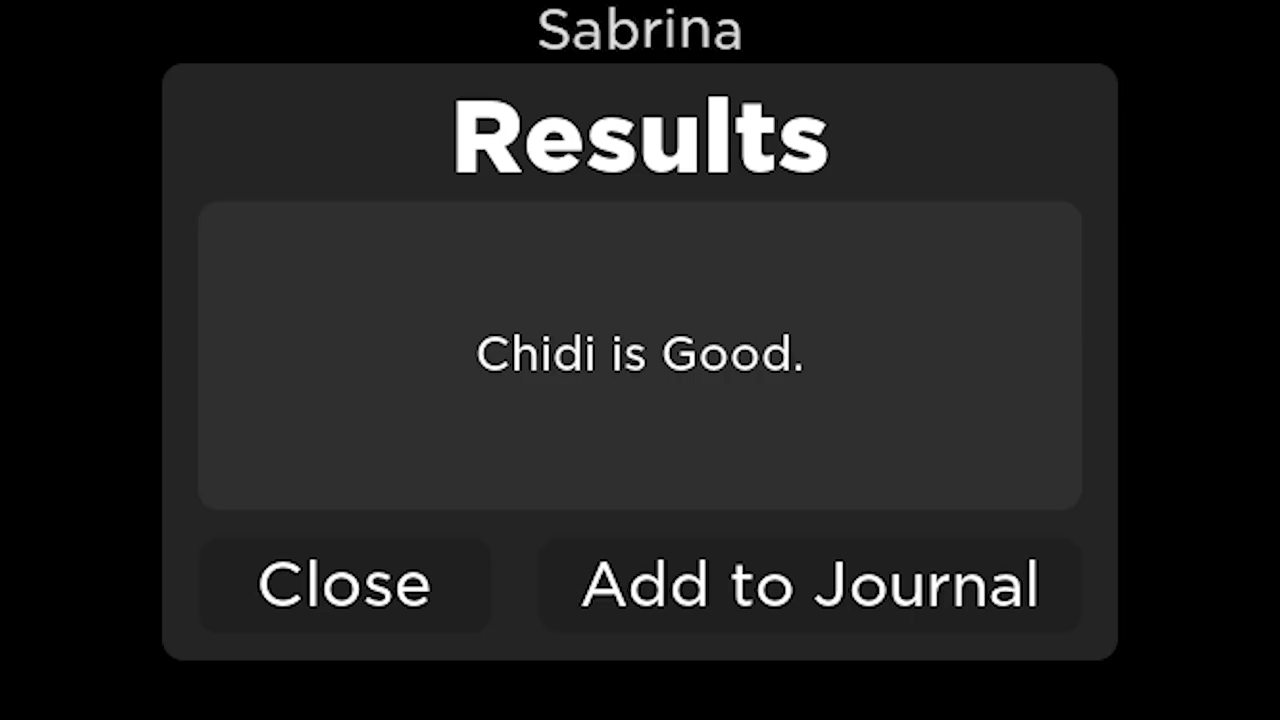 Sabrina
Results
Chidi is Good.
Close
Add to Journal